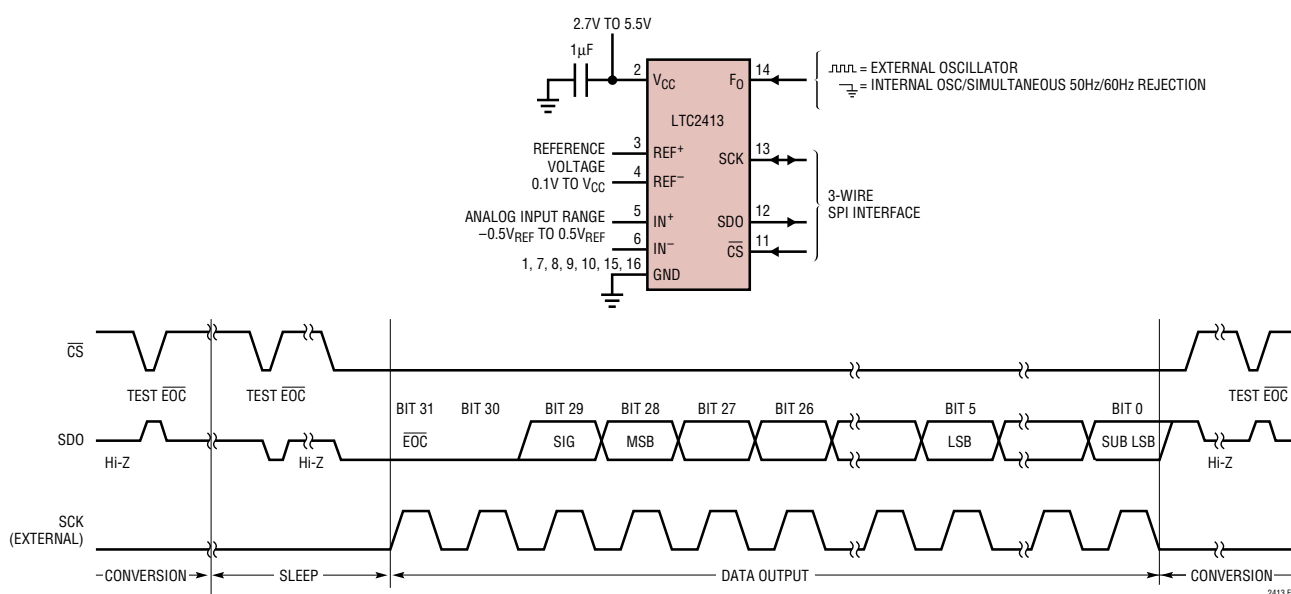 2.7V TO 5.5V
1µF
2
VCC
FO
14
= EXTERNAL OSCILLATOR
= INTERNAL OSC/SIMULTANEOUS 50Hz/60Hz REJECTION
LTC2413
REFERENCE
VOLTAGE
0.1V TO VCC
3
REF+
4
REF–
SCK
13
3-WIRE
SPI INTERFACE
ANALOG INPUT RANGE
–0.5VREF TO 0.5VREF
5
IN+
6
IN–
SDO
12
CS
11
1, 7, 8, 9, 10, 15, 16
GND
CS
TEST EOC
TEST EOC
TEST EOC
BIT 31
BIT 30
BIT 29
BIT 28
BIT 27
BIT 26
BIT 5
BIT 0
SDO
EOC
SIG
MSB
LSB
SUB LSB
Hi-Z
Hi-Z
Hi-Z
SCK
(EXTERNAL)
CONVERSION
SLEEP
DATA OUTPUT
CONVERSION